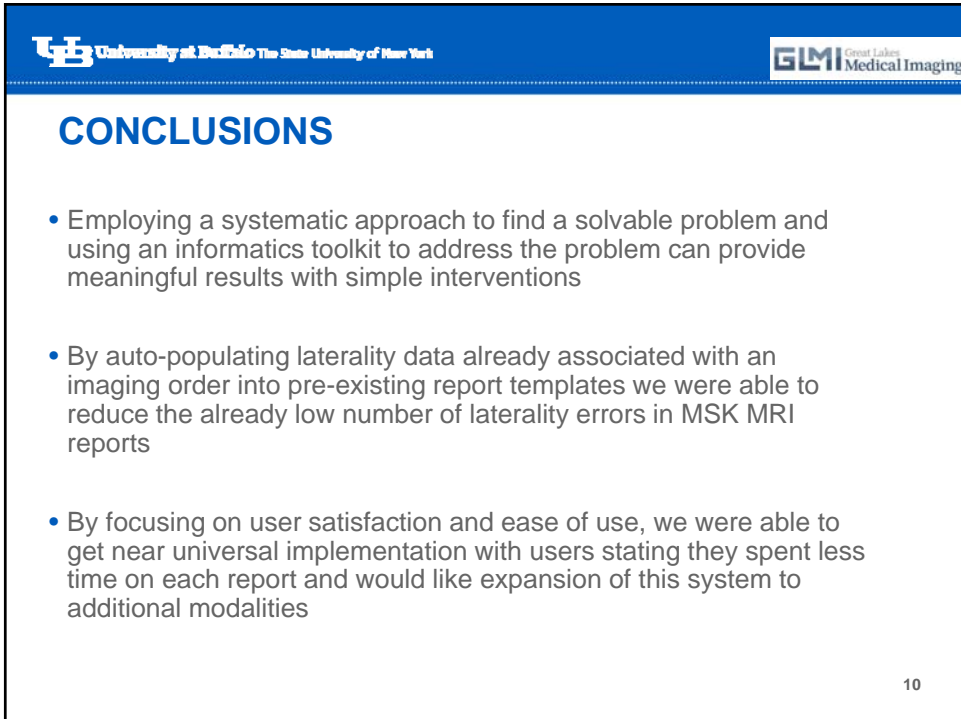 UB University at Buffalo The State University of New York
GLMI Great Lakes
Medical Imaging
CONCLUSIONS
• Employing a systematic approach to find a solvable problem and
using an informatics toolkit to address the problem can provide
meaningful results with simple interventions
• By auto-populating laterality data already associated with an
imaging order into pre-existing report templates we were able to
reduce the already low number of laterality errors in MSK MRI
reports
• By focusing on user satisfaction and ease of use, we were able to
get near universal implementation with users stating they spent less
time on each report and would like expansion of this system to
additional modalities
10